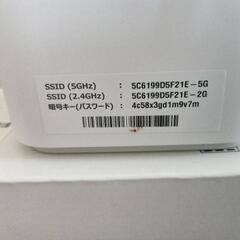 SSID (5GHz) : 5C6199D5F21E-5G
SSID (2.4GHz) : 5C6199D5F21E-2G
暗号キー(パスワード) : 4c58x3gd1m9v7m